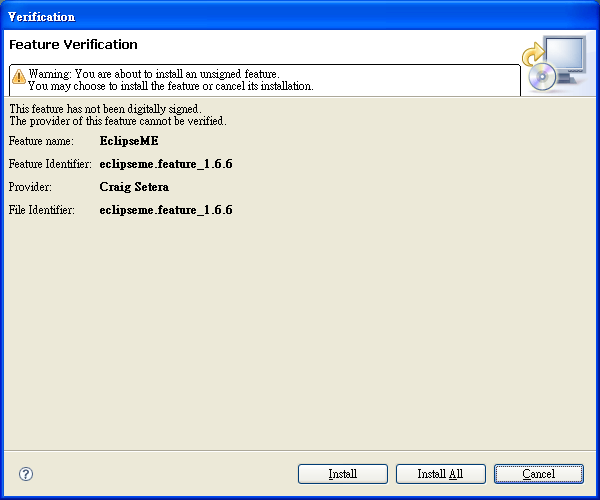 Verification
Feature Verification
Warning: You are about to install an unsigned feature.
You may choose to install the feature or cancel its installation.
This feature has not been digitally signed.
The provider of this feature cannot be verified.
Feature name: EclipseME
Feature Identifier: eclipseme.feature_1.6.6
Provider: Craig Setera
File Identifier: eclipseme.feature_1.6.6
? Install Install All Cancel